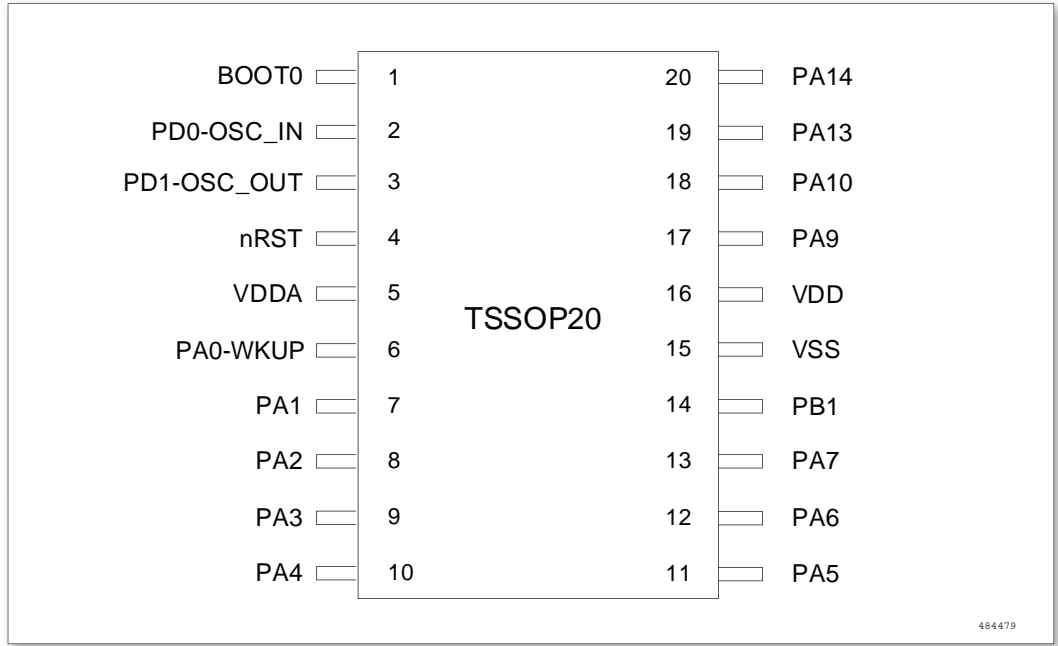 BOOT0 1 20 PA14
PD0-OSC_IN 2 19 PA13
PD1-OSC_OUT 3 18 PA10
nRST 4 17 PA9
VDDA 5 16 VDD
TSSOP20
PA0-WKUP 6 15 VSS
PA1 7 14 PB1
PA2 8 13 PA7
PA3 9 12 PA6
PA4 10 11 PA5
484479